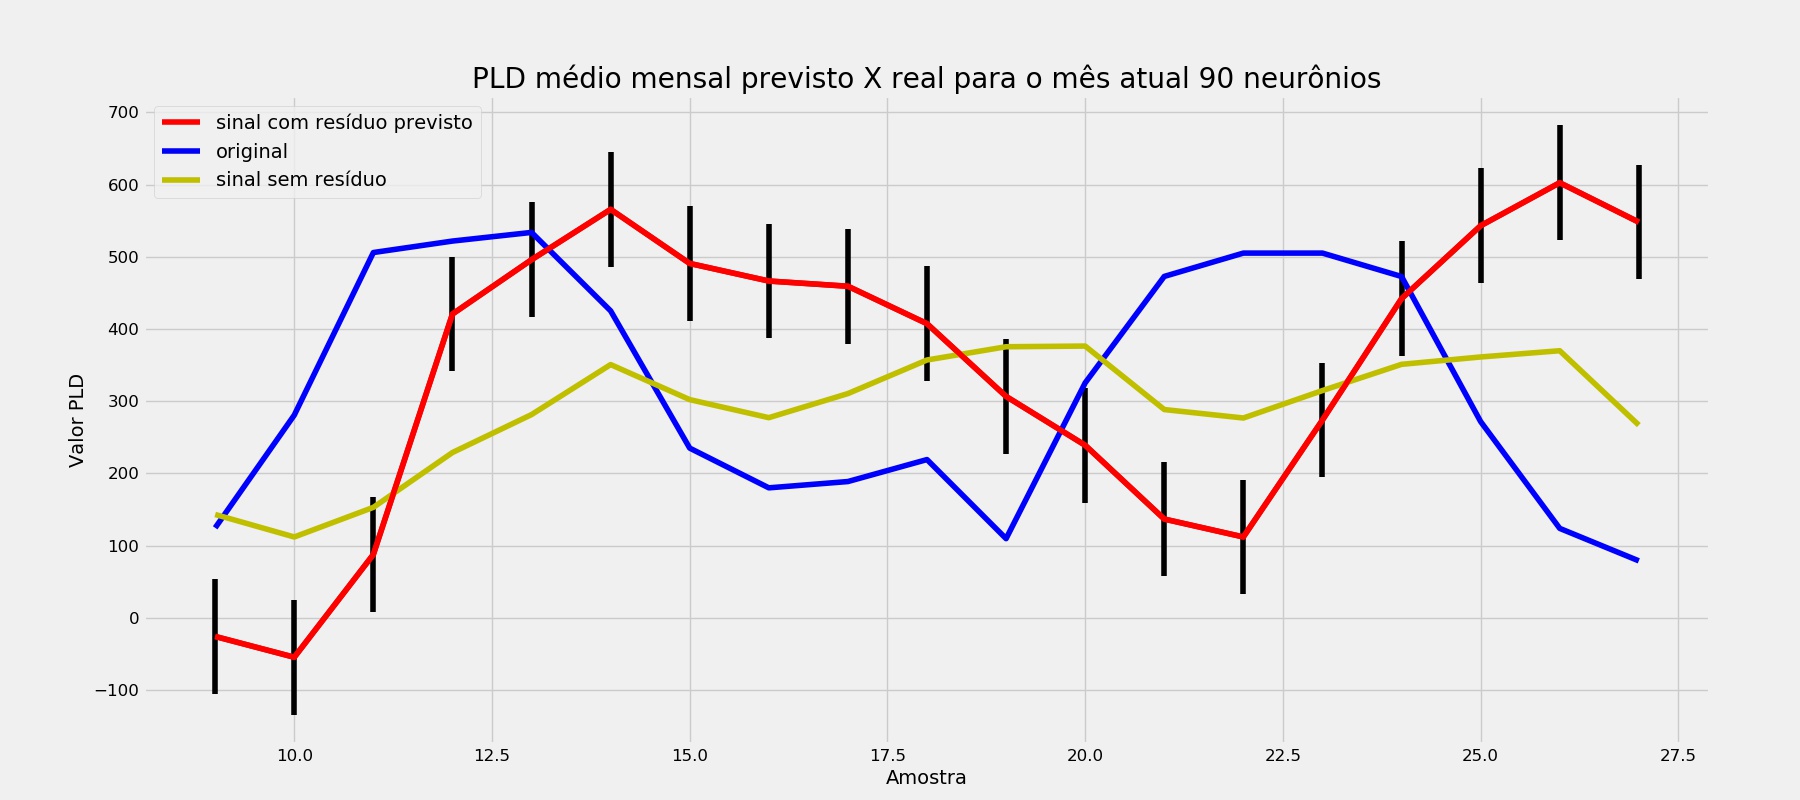 PLD médio mensal previsto X real para o mês atual 90 neurônios
sinal com resíduo previsto
original
sinal sem resíduo
700
600
500
400
300
200
100
0
−100
Valor PLD
10.0 12.5 15.0 17.5 20.0 22.5 25.0 27.5
Amostra